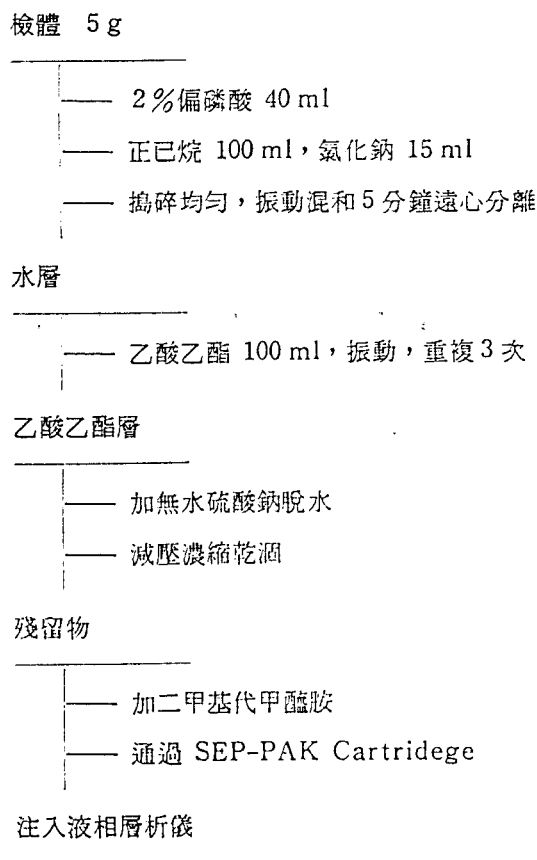 檢體 5 g
2%偏磷酸 40 ml
正已烷 100 ml，氯化鈉 15 ml
搗碎均勻，振動混和 5 分鐘遠心分離
水層
乙酸乙酯 100 ml，振動，重複 3 次
乙酸乙酯層
加無水硫酸鈉脫水
減壓濃縮乾涸
殘留物
加二甲基代甲醯胺
通過 SEP-PAK Cartridege
注入液相層析儀